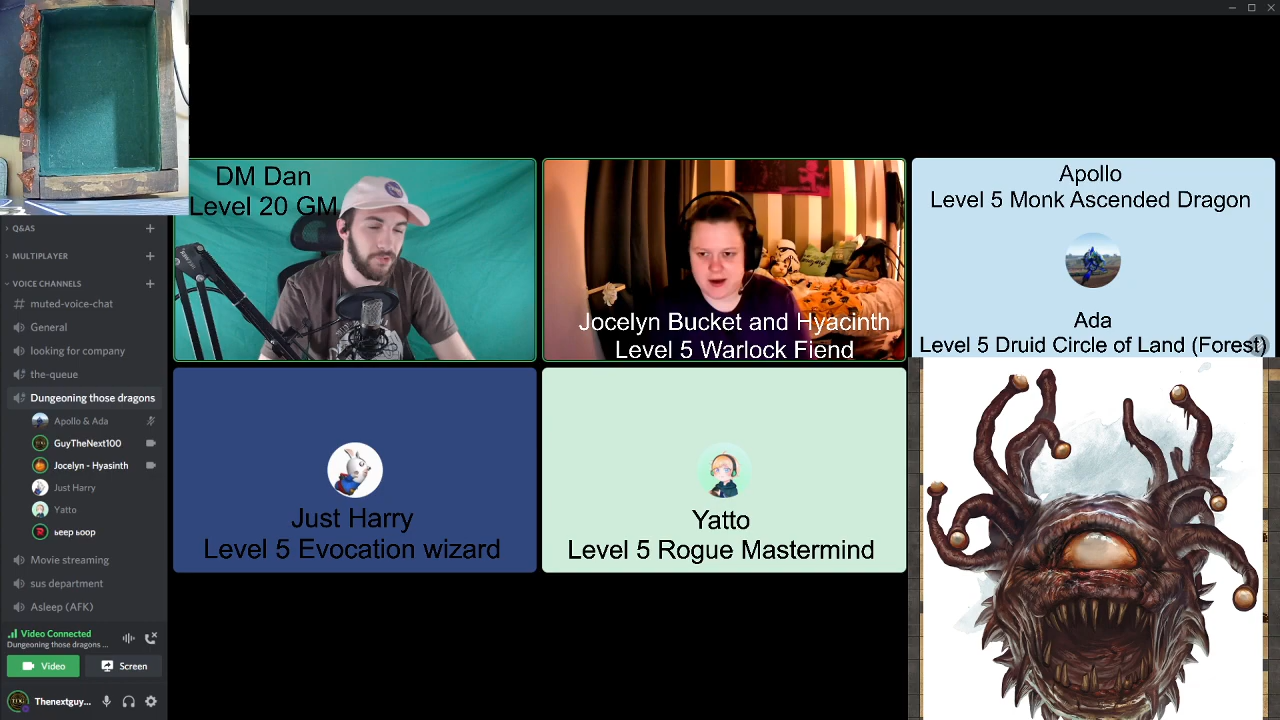 Q&AS
MULTIPLAYER
VOICE CHANNELS
muted-voice-chat
General
looking for company
the-queue
Dungeoning those dragons
Apollo & Ada
GuyTheNext100
Jocelyn - Hyasinth
Just Harry
Yatto
ʁeep ʁoop
Movie streaming
sus department
Asleep (AFK)
Video Connected
Dungeoning those dragons ...
Video
Screen
Thenextguy...
DM Dan
Level 20 GM
Jocelyn Bucket and Hyacinth
Level 5 Warlock Fiend
Apollo
Level 5 Monk Ascended Dragon
Ada
Level 5 Druid Circle of Land (Forest)
Just Harry
Level 5 Evocation wizard
Yatto
Level 5 Rogue Mastermind